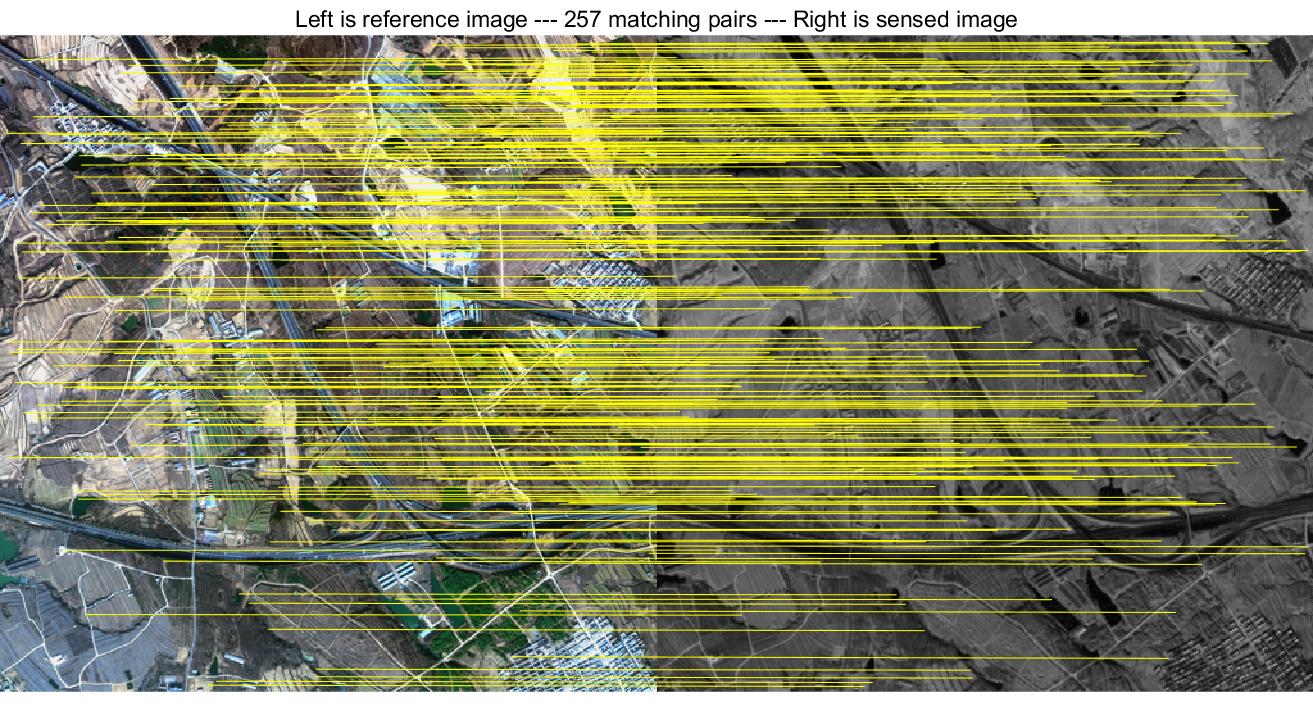 Left is reference image --- 257 matching pairs --- Right is sensed image